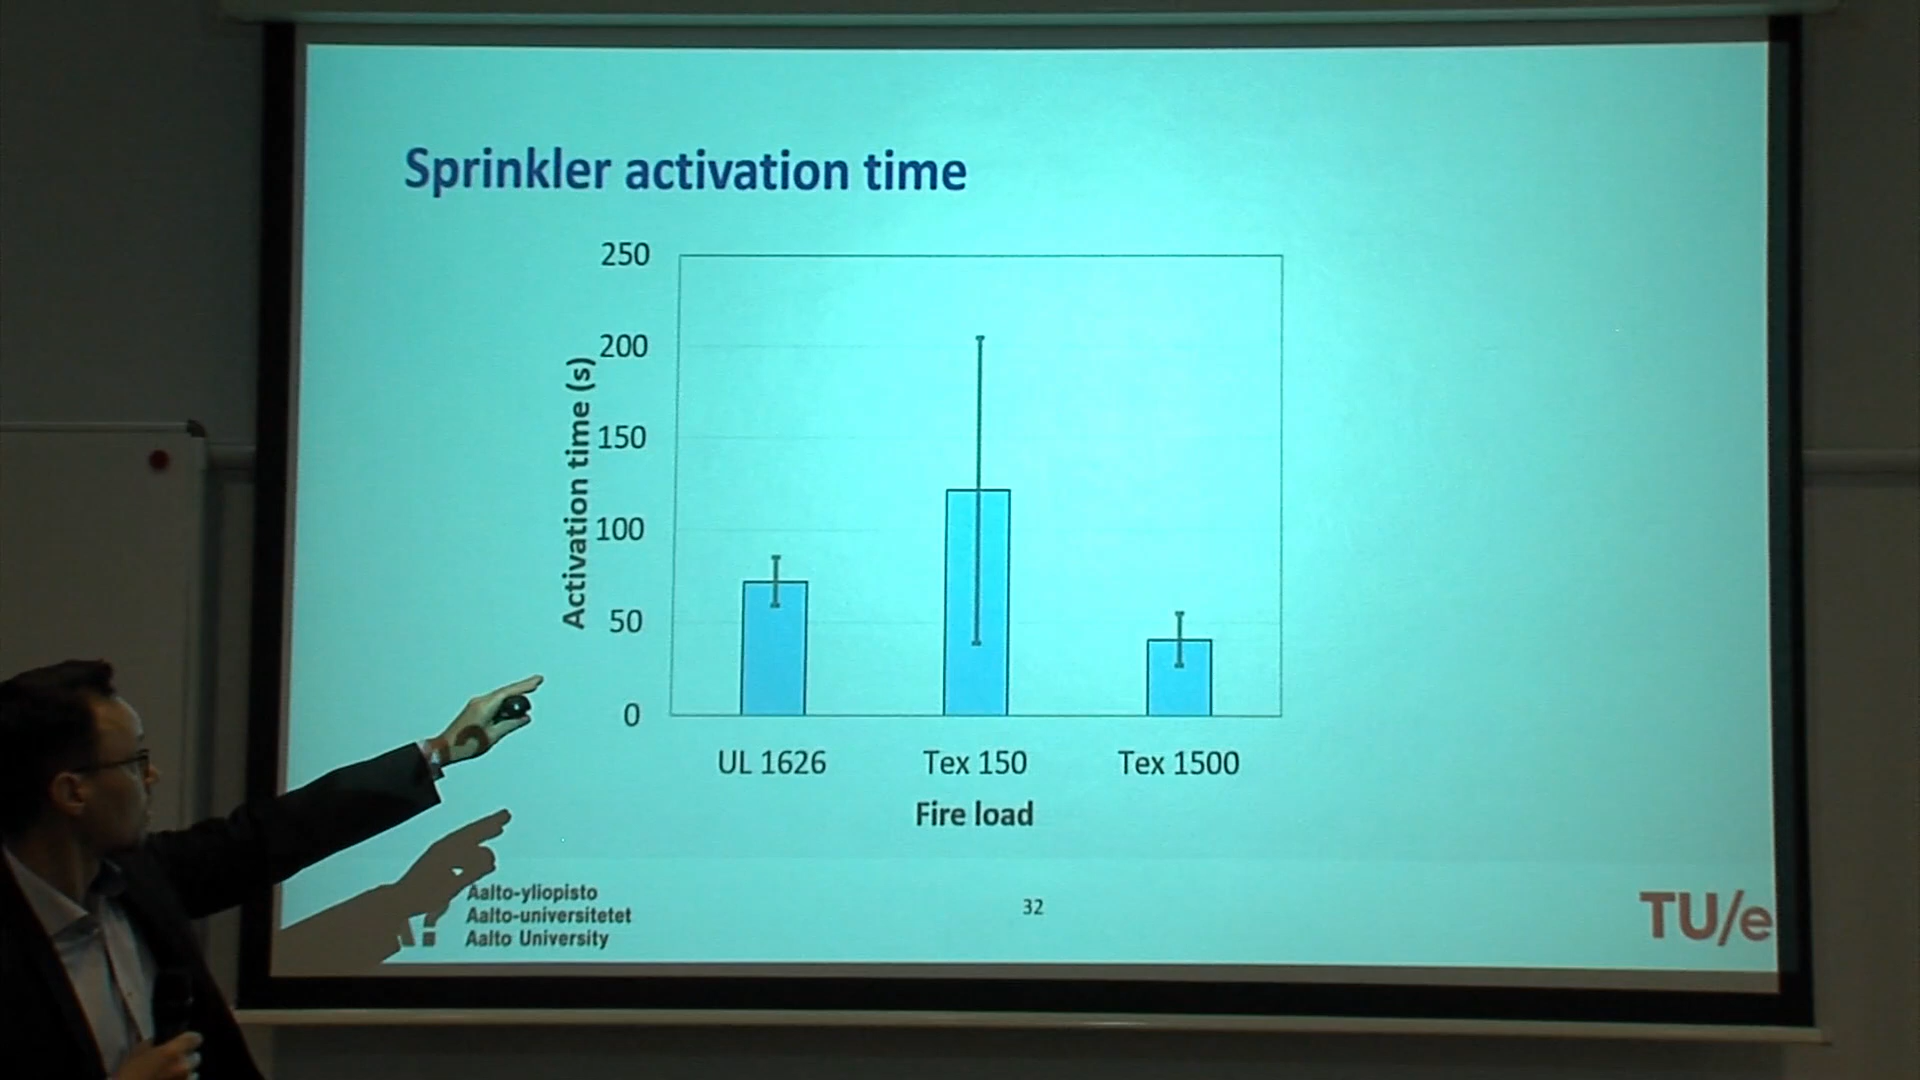 Sprinkler activation time
250
200
150
100
50
0
Activation time (s)
UL 1626
Tex 150
Tex 1500
Fire load
Aalto-yliopisto
Aalto-universitetet
Aalto University
32
TU/e